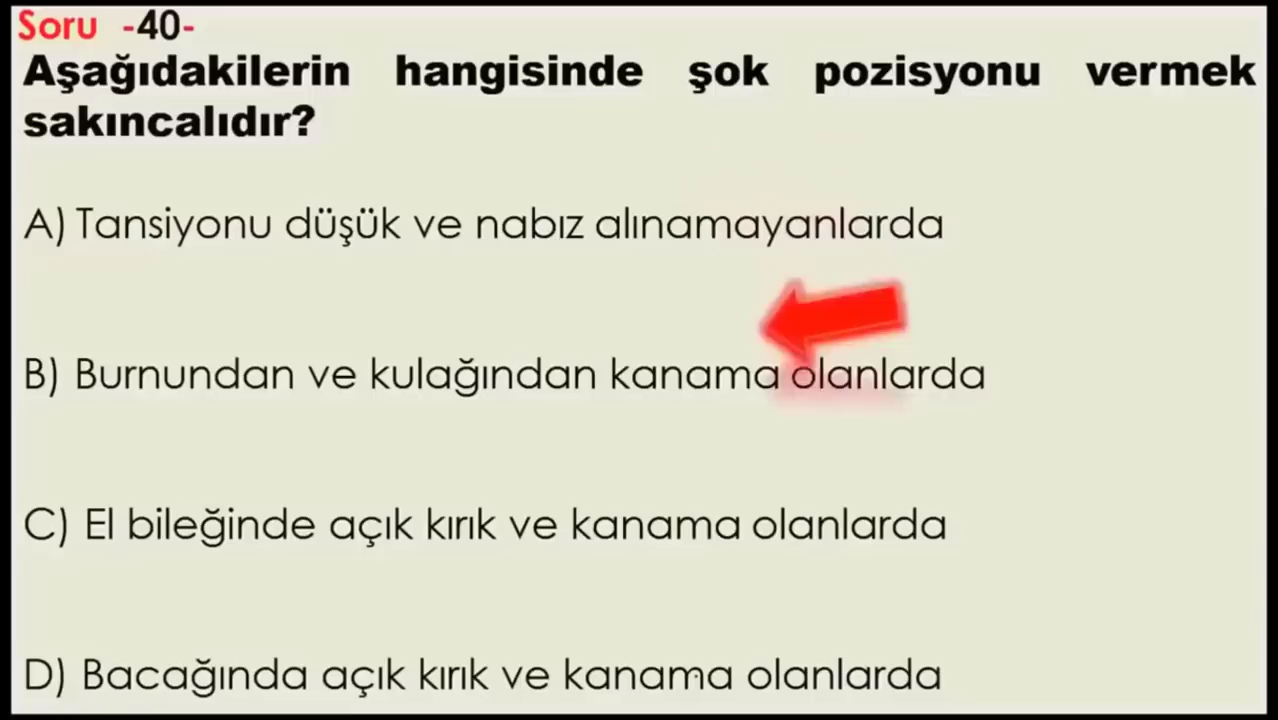 Soru -40-
Aşağıdakilerin hangisinde şok pozisyonu vermek
sakıncalıdır?
A) Tansiyonu düşük ve nabız alınamayanlarda
B) Burnundan ve kulağından kanama olanlarda
C) El bileğinde açık kırık ve kanama olanlarda
D) Bacağında açık kırık ve kanama olanlarda